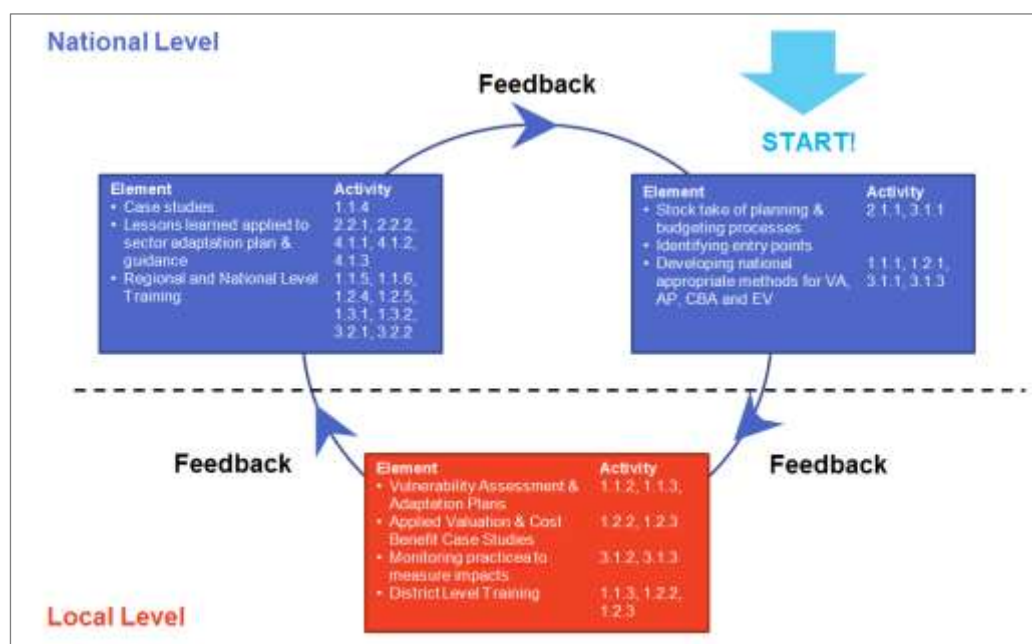 National Level
Feedback
START!
Element Activity
• Case studies 1.1.4
• Lessons learned applied to 2.2.1, 2.2.2,
sector adaptation plan & 4.1.1, 4.1.2,
guidance 4.1.3
• Regional and National Level 1.1.5, 1.1.6,
Training 1.2.4, 1.2.5,
1.3.1, 1.3.2,
3.2.1, 3.2.2
Element Activity
• Stock take of planning & 2.1.1, 3.1.1
budgeting processes
• Identifying entry points
• Developing national 1.1.1, 1.2.1,
appropriate methods for VA, 3.1.1, 3.1.3
AP, CBA and EV
Feedback
Feedback
Element Activity
• Vulnerability Assessment & 1.1.2, 1.1.3,
Adaptation Plans
• Applied Valuation & Cost 1.2.2, 1.2.3
Benefit Case Studies
• Monitoring practicea to 3.1.2, 3.1.3
measure impacts
• District Level Training 1.1.3, 1.2.2,
1.2.3
Local Level